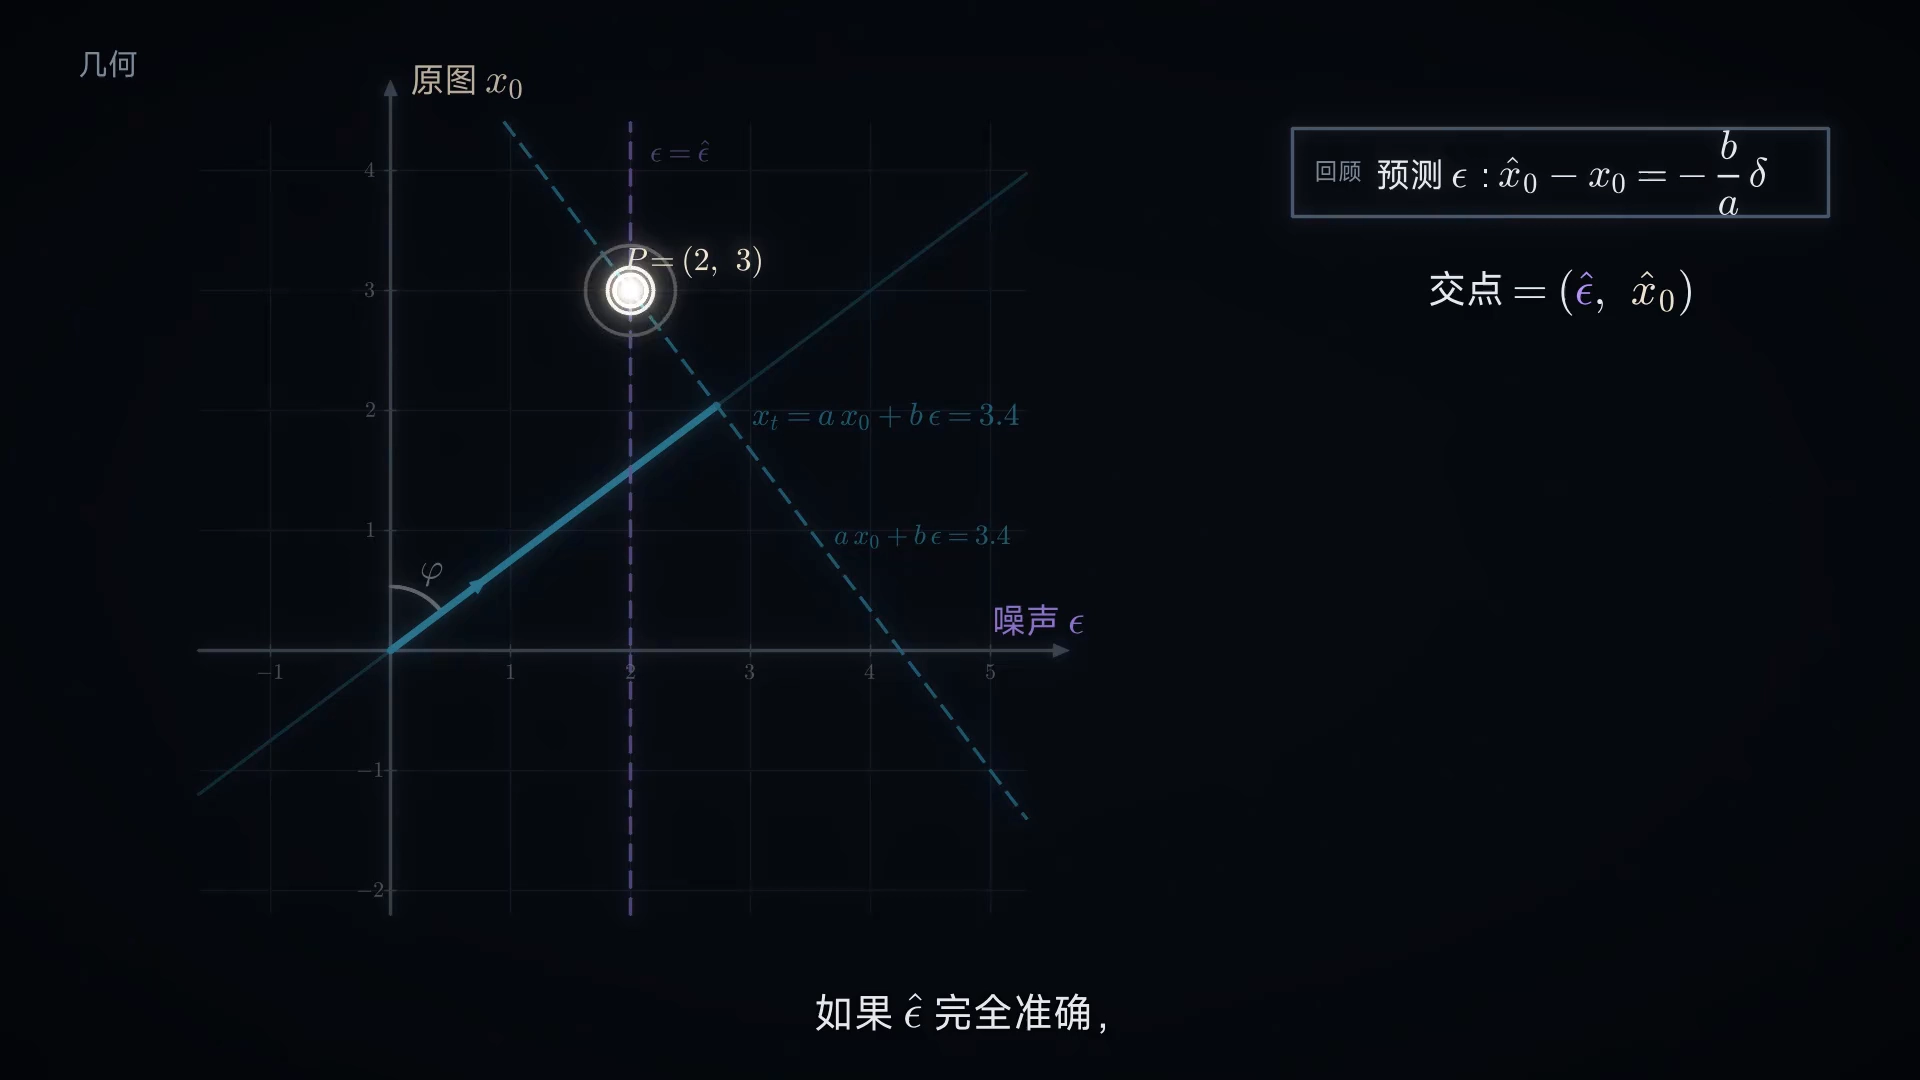 几何
原图 x₀
ϵ = ϵ̂
回顾 预测 ϵ : x̂₀ − x₀ = − b/a δ
P = (2, 3)
交点 = (ϵ̂, x̂₀)
4
3
2
1
x_t = a x₀ + b ϵ = 3.4
a x₀ + b ϵ = 3.4
φ
噪声 ϵ
−1 1 2 3 4 5
−1
−2
如果 ϵ̂ 完全准确,